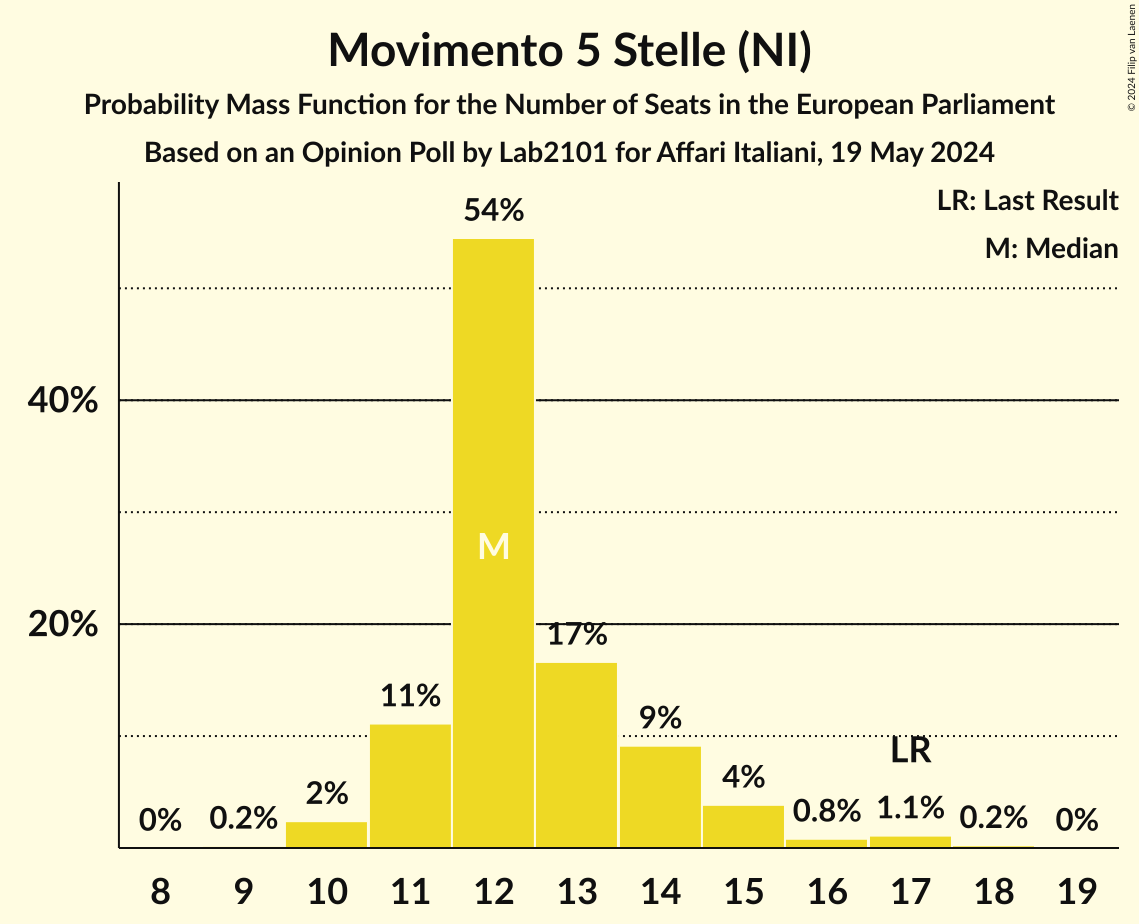 Movimento 5 Stelle (NI)
Probability Mass Function for the Number of Seats in the European Parliament
Based on an Opinion Poll by Lab2101 for Affari Italiani, 19 May 2024
© 2024 Filip van Laenen
LR: Last Result
M: Median
54%
40%
M
20%
17%
11%
9%
LR
2%
4%
0%
0.2%
0.8%
1.1%
0.2%
0%
8 9 10 11 12 13 14 15 16 17 18 19